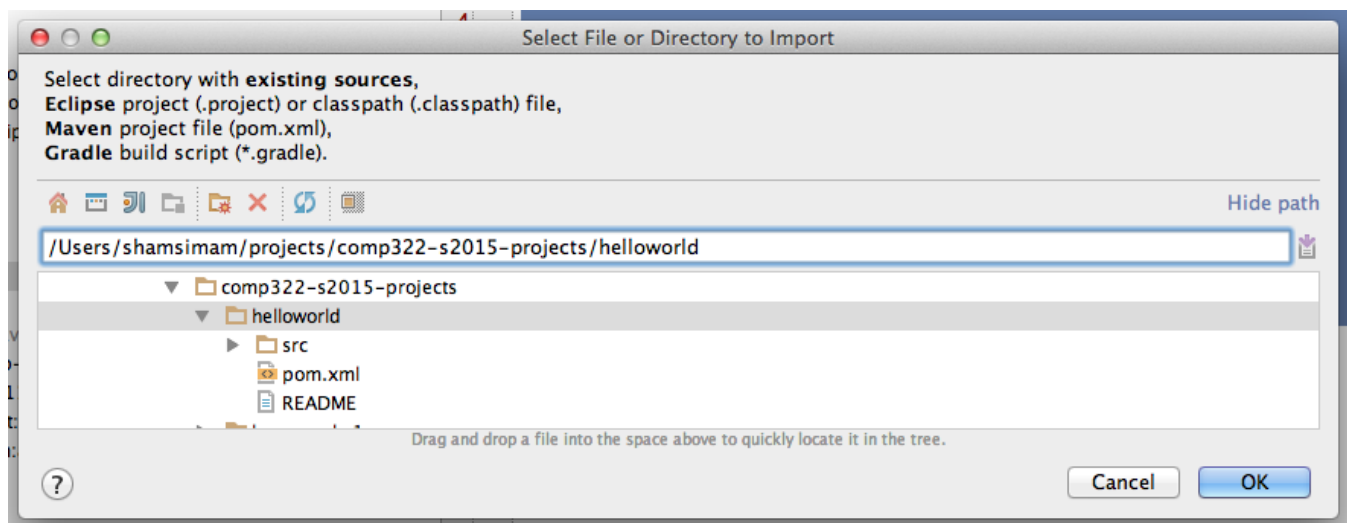 Select File or Directory to Import
Select directory with existing sources,
Eclipse project (.project) or classpath (.classpath) file,
Maven project file (pom.xml),
Gradle build script (*.gradle).
Hide path
/Users/shamsimam/projects/comp322-s2015-projects/helloworld
comp322-s2015-projects
helloworld
src
pom.xml
README
Drag and drop a file into the space above to quickly locate it in the tree.
? Cancel OK